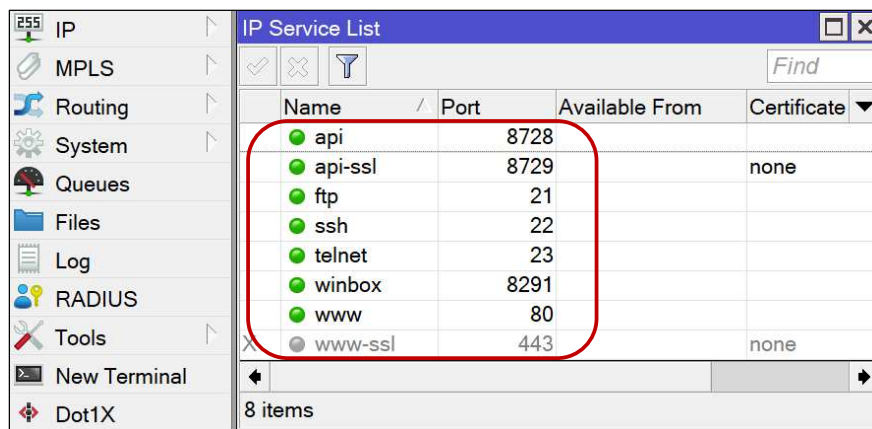 255 IP
MPLS
Routing
System
Queues
Files
Log
RADIUS
Tools
New Terminal
Dot1X
IP Service List
Find
Name Port Available From Certificate
api 8728
api-ssl 8729 none
ftp 21
ssh 22
telnet 23
winbox 8291
www 80
X www-ssl 443 none
8 items